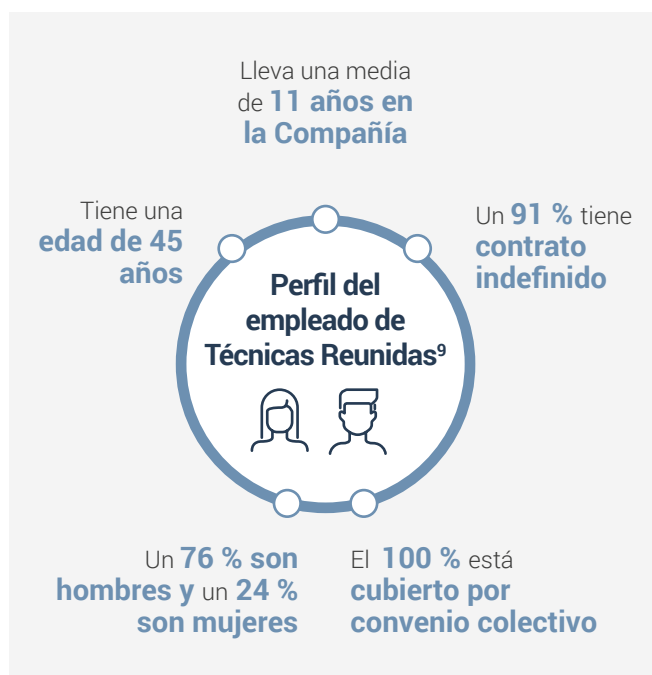 Lleva una media
de 11 años en
la Compañía
Tiene una
edad de 45
años
Un 91 % tiene
contrato
indefinido
Perfil del
empleado de
Técnicas Reunidas⁹
Un 76 % son
hombres y un 24 %
son mujeres
El 100 % está
cubierto por
convenio colectivo